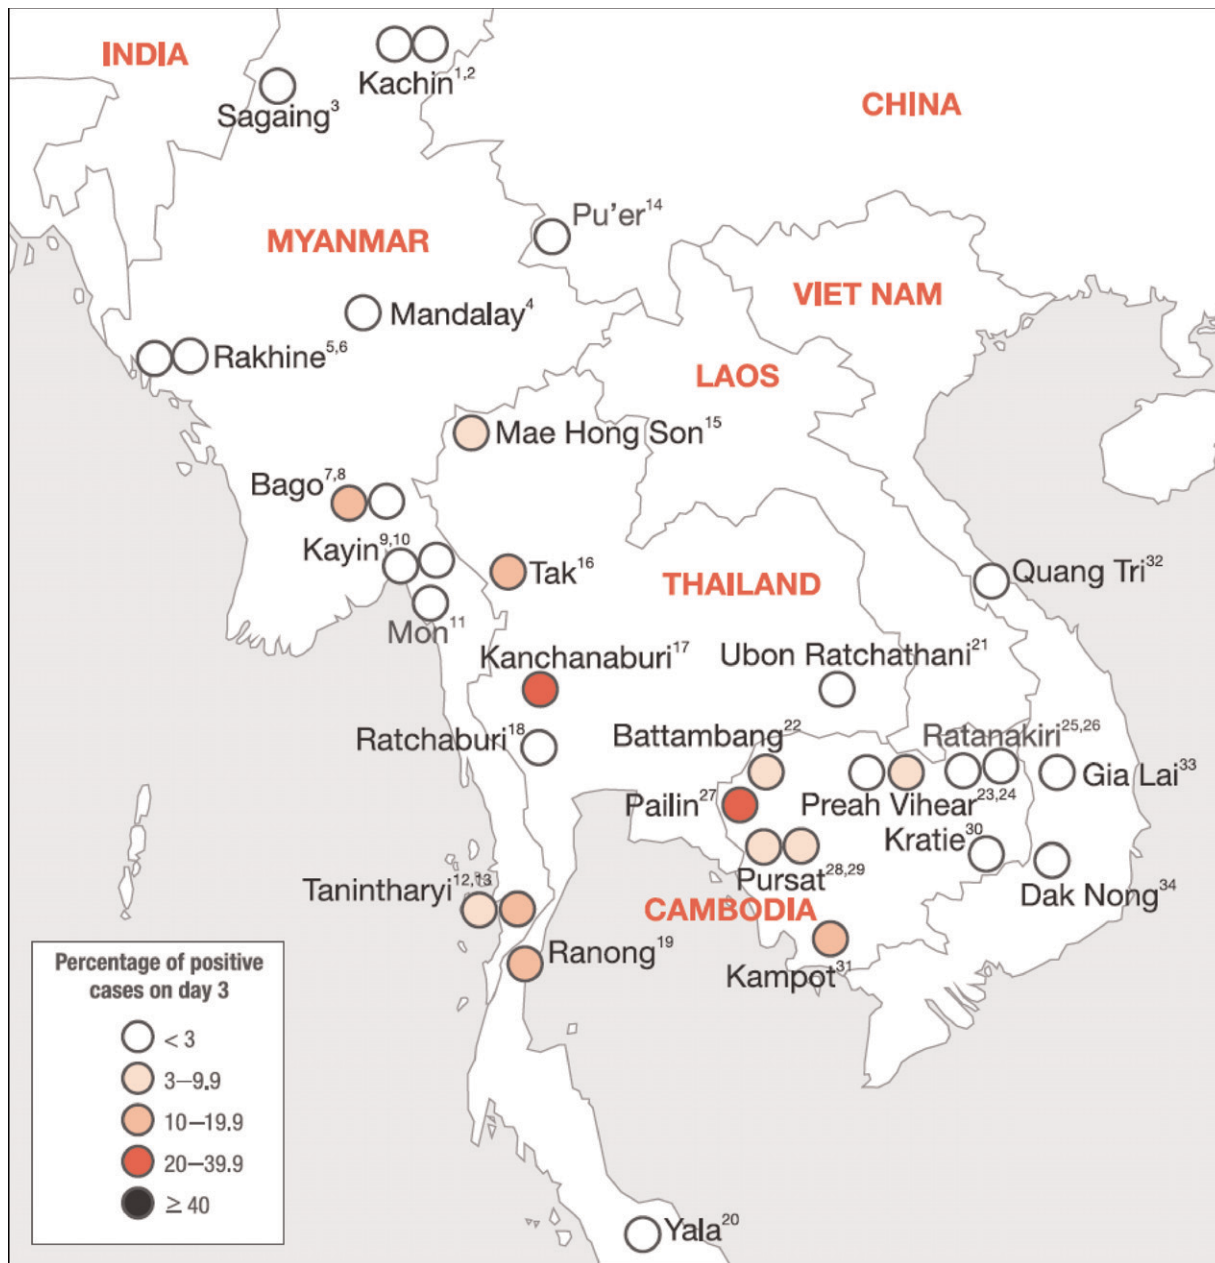 INDIA
Kachin1,2
Sagaing3
CHINA
Pu'er14
MYANMAR
VIET NAM
Mandalay4
Rakhine5,6
LAOS
Mae Hong Son15
Bago7,8
Kayin9,10
Tak16
THAILAND
Quang Tri32
Mon11
Kanchanaburi17
Ubon Ratchathani21
Ratchaburi18
Battambang22
Ratanakiri25,26
Gia Lai33
Pailin27
Preah Vihear23,24
Kratie30
Pursat28,29
Tanintharyi12,13
Dak Nong34
CAMBODIA
Ranong19
Kampot31
Percentage of positive
cases on day 3
< 3
3–9.9
10–19.9
20–39.9
≥ 40
Yala20